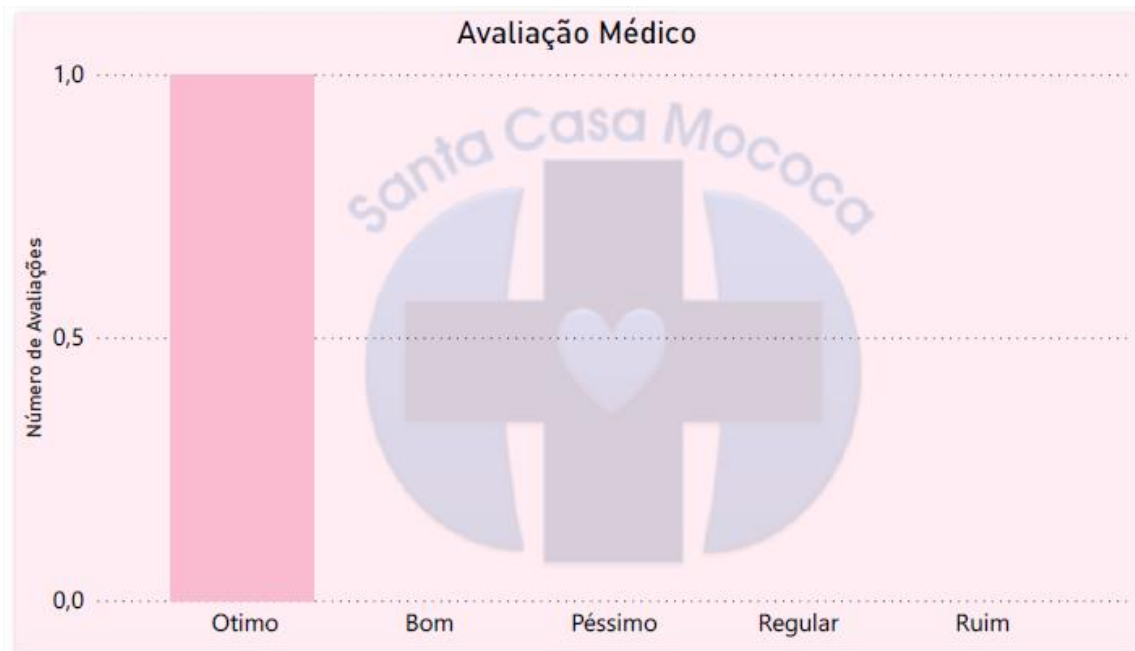 Avaliação Médico
1,0
Santa Casa Mococa
Número de Avaliações
0,5
0,0
Otimo Bom Péssimo Regular Ruim